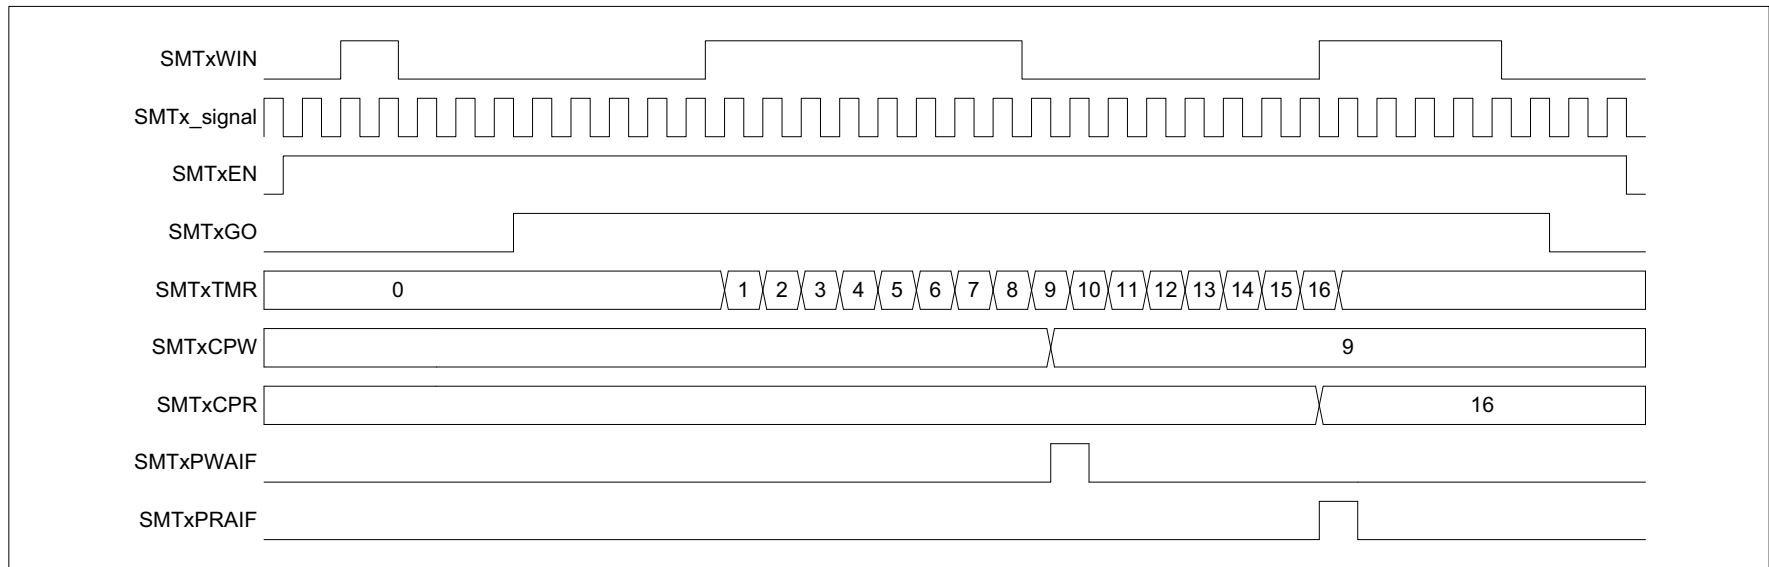 SMTxWIN
SMTx_signal
SMTxEN
SMTxGO
SMTxTMR 0 1 2 3 4 5 6 7 8 9 10 11 12 13 14 15 16
SMTxCPW 9
SMTxCPR 16
SMTxPWAIF
SMTxPRAIF